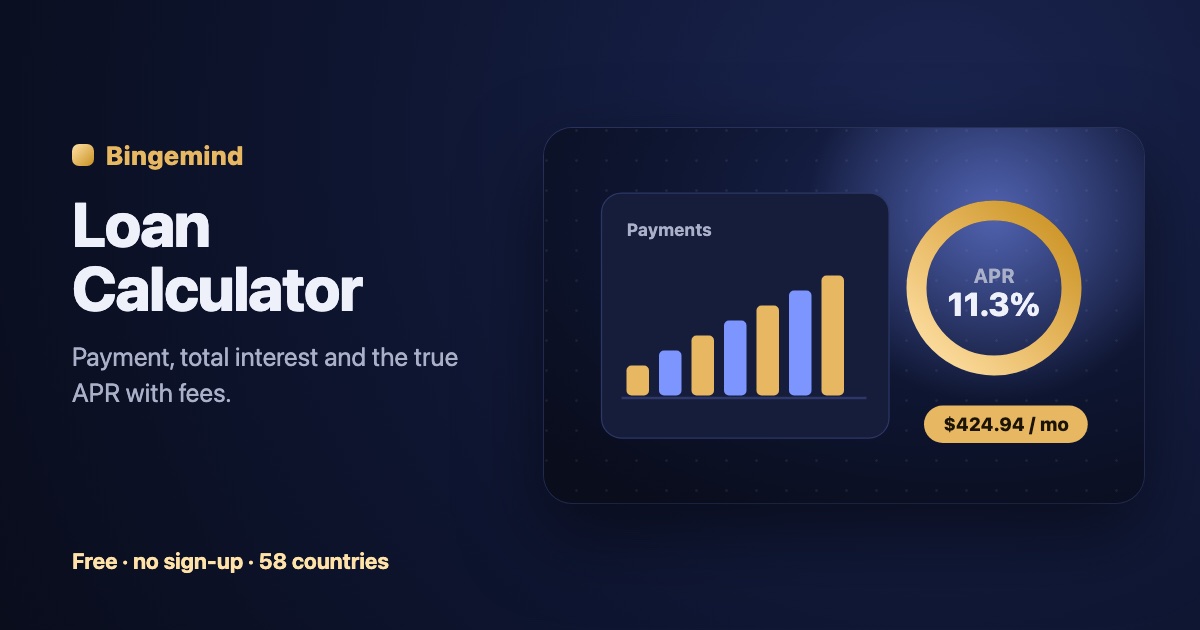 Bingemind
Loan
Calculator
Payment, total interest and the true
APR with fees.
Free · no sign-up · 58 countries
Payments
APR
11.3%
$424.94 / mo